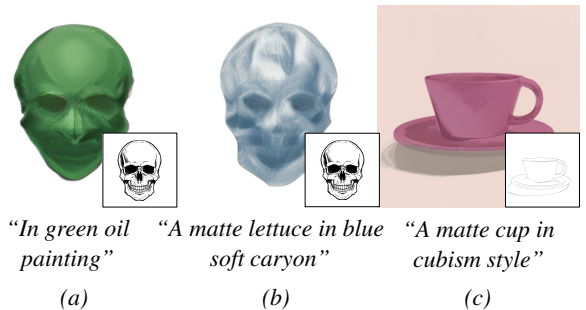 “In green oil
painting”
“A matte lettuce in blue
soft caryon”
“A matte cup in
cubism style”
(a)
(b)
(c)